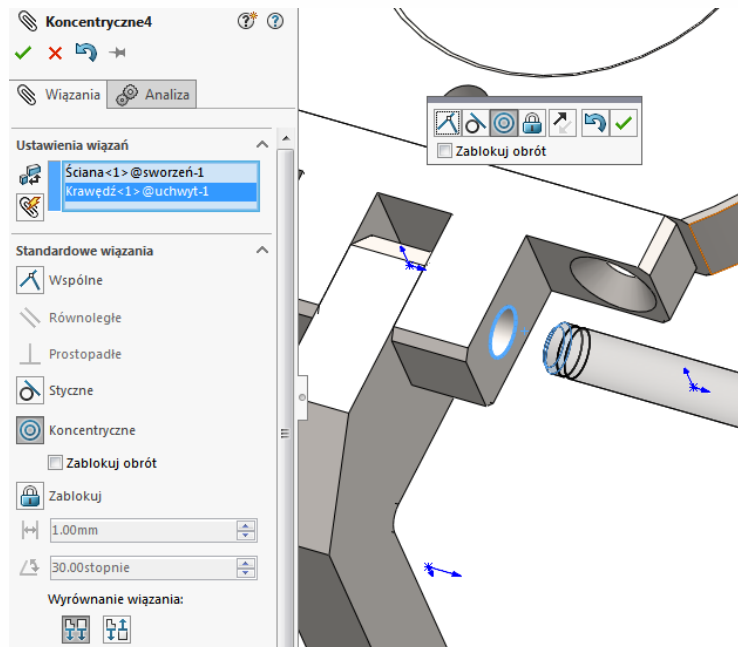 Koncentryczne4
Wiązania
Analiza
Ustawienia wiązań
Ściana<1>@sworzeń-1
Krawędź<1>@uchwyt-1
Standardowe wiązania
Wspólne
Równoległe
Prostopadłe
Styczne
Koncentryczne
Zablokuj obrót
Zablokuj
1.00mm
30.00stopnie
Wyrównanie wiązania:
Zablokuj obrót